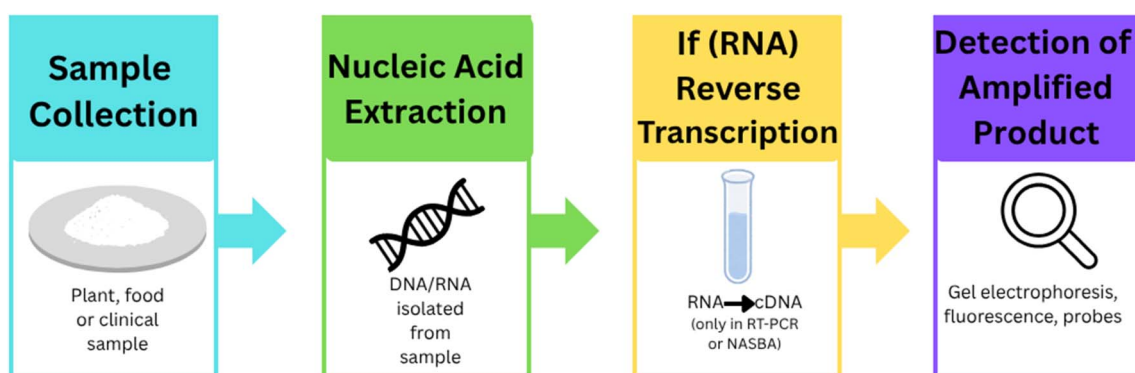 Sample
Collection
Plant, food
or clinical
sample
Nucleic Acid
Extraction
DNA/RNA
isolated
from
sample
If (RNA)
Reverse
Transcription
RNA cDNA
(only in RT-PCR
or NASBA)
Detection of
Amplified
Product
Gel electrophoresis,
fluorescence, probes